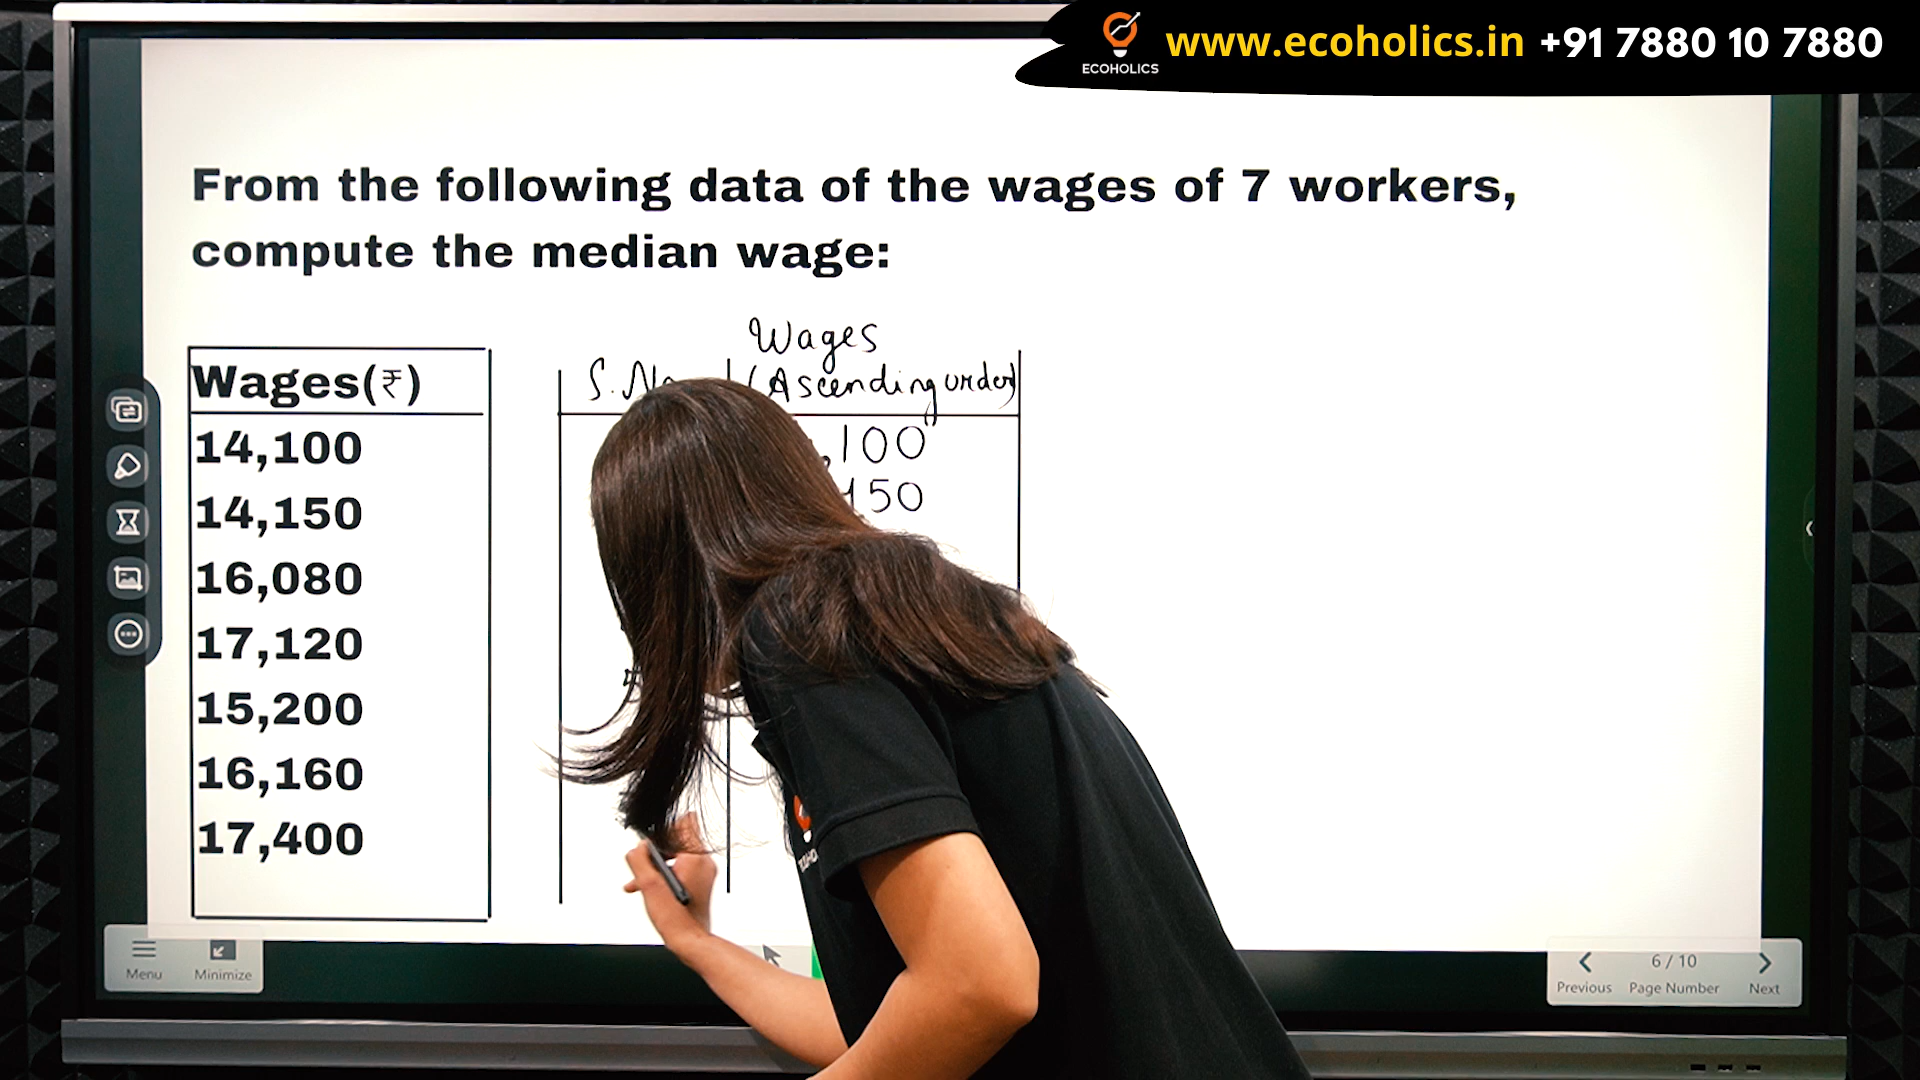 www.ecoholics.in +91 7880 10 7880
ECOHOLICS
From the following data of the wages of 7 workers,
compute the median wage:
Wages(₹)
14,100
14,150
16,080
17,120
15,200
16,160
17,400
Wages
S.No (Ascending order)
,100
150
Menu
Minimize
6 / 10
Previous Page Number Next